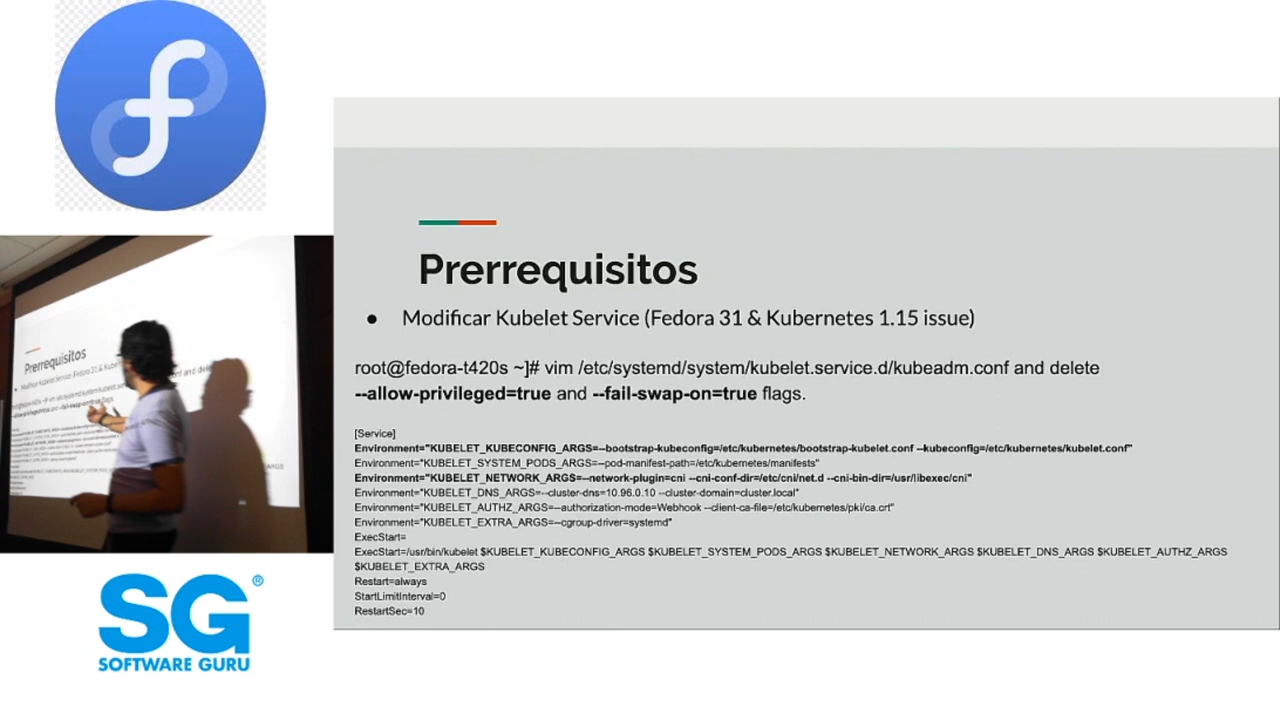 Prerrequisitos
● Modificar Kubelet Service (Fedora 31 & Kubernetes 1.15 issue)
root@fedora-t420s ~]# vim /etc/systemd/system/kubelet.service.d/kubeadm.conf and delete
--allow-privileged=true and --fail-swap-on=true flags.
[Service]
Environment="KUBELET_KUBECONFIG_ARGS=--bootstrap-kubeconfig=/etc/kubernetes/bootstrap-kubelet.conf --kubeconfig=/etc/kubernetes/kubelet.conf"
Environment="KUBELET_SYSTEM_PODS_ARGS=--pod-manifest-path=/etc/kubernetes/manifests"
Environment="KUBELET_NETWORK_ARGS=--network-plugin=cni --cni-conf-dir=/etc/cni/net.d --cni-bin-dir=/usr/libexec/cni"
Environment="KUBELET_DNS_ARGS=--cluster-dns=10.96.0.10 --cluster-domain=cluster.local"
Environment="KUBELET_AUTHZ_ARGS=--authorization-mode=Webhook --client-ca-file=/etc/kubernetes/pki/ca.crt"
Environment="KUBELET_EXTRA_ARGS=--cgroup-driver=systemd"
ExecStart=
ExecStart=/usr/bin/kubelet $KUBELET_KUBECONFIG_ARGS $KUBELET_SYSTEM_PODS_ARGS $KUBELET_NETWORK_ARGS $KUBELET_DNS_ARGS $KUBELET_AUTHZ_ARGS
$KUBELET_EXTRA_ARGS
Restart=always
StartLimitInterval=0
RestartSec=10
Prerrequisitos
SG®
SOFTWARE GURU